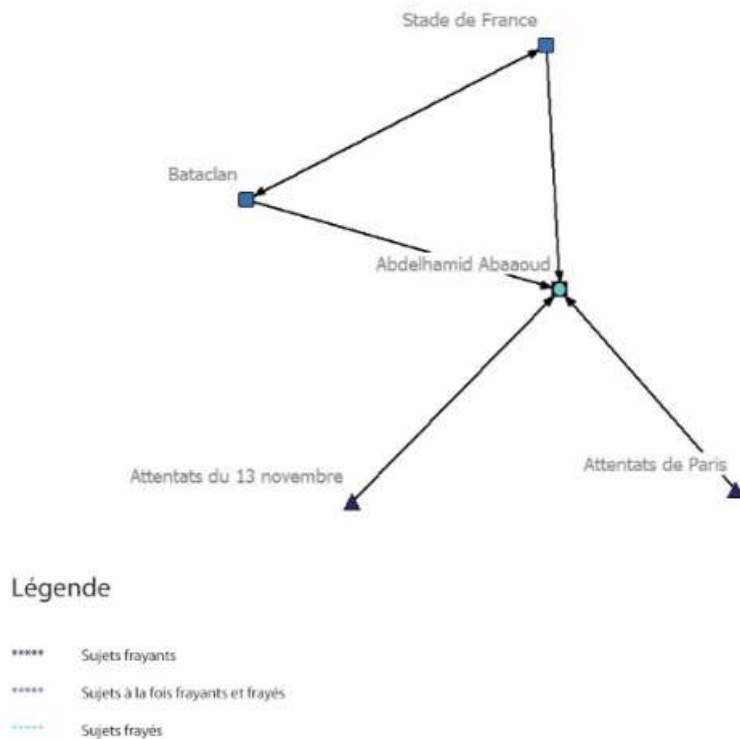 Stade de France
Bataclan
Abdelhamid Abaaoud
Attentats du 13 novembre
Attentats de Paris
Légende
***** Sujets frayants
***** Sujets à la fois frayants et frayés
***** Sujets frayés